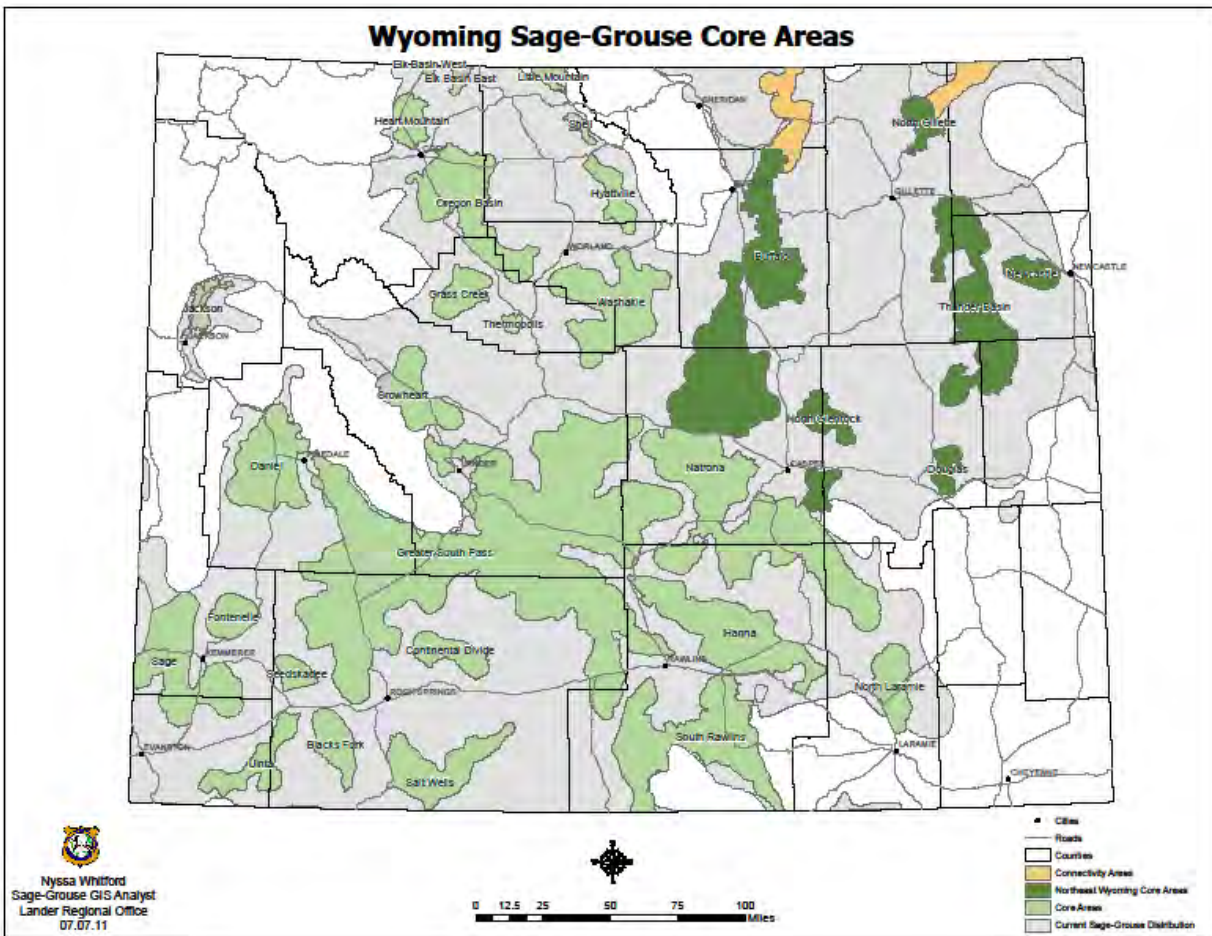 Wyoming Sage-Grouse Core Areas
Elk Basin West
Elk Basin East
Little Mountain
SHERIDAN
Heart Mountain
Shell
North Gillette
Hyattville
GILLETTE
Oregon Basin
WORLAND
Buffalo
Newcastle
NEWCASTLE
Grass Creek
Washakie
Jackson
Thermopolis
Thunder Basin
JACKSON
Crowheart
North Glenrock
Daniel
PINEDALE
LANDER
Natrona
CASPER
Douglas
Greater South Pass
Fontenelle
Hanna
Sage
KEMMERER
Continental Divide
RAWLINS
Seedskadee
ROCK SPRINGS
North Laramie
Blacks Fork
South Rawlins
EVANSTON
Uinta
Salt Wells
LARAMIE
CHEYENNE
Cities
Roads
Counties
Connectivity Areas
Northeast Wyoming Core Areas
Core Areas
Current Sage-Grouse Distribution
Nyssa Whitford
Sage-Grouse GIS Analyst
Lander Regional Office
07.07.11
0 12.5 25 50 75 100
Miles